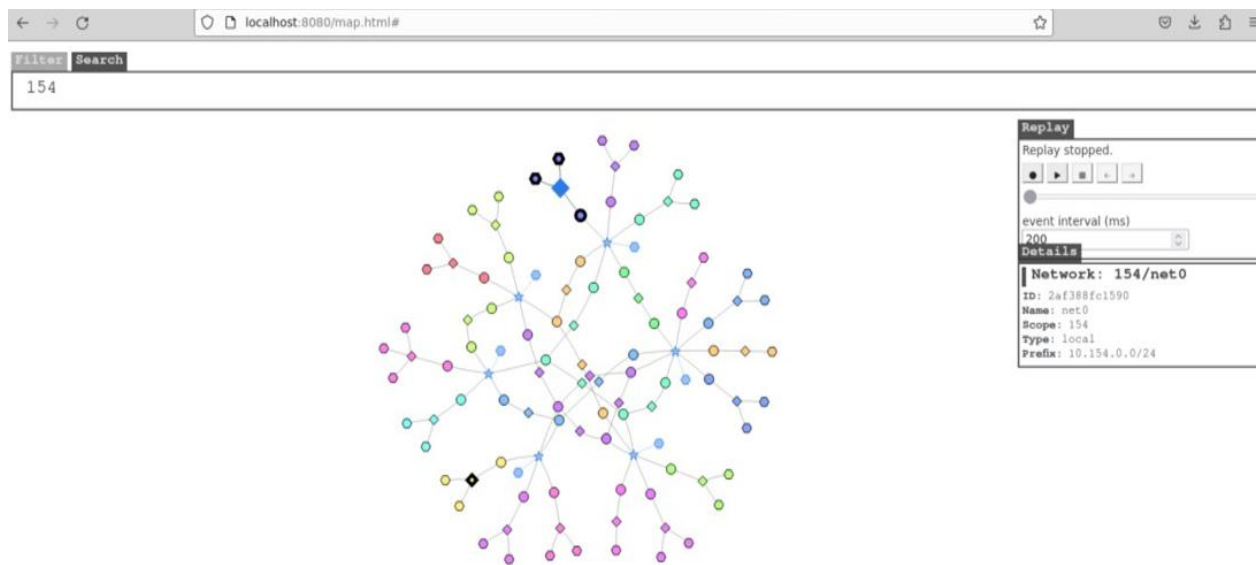 localhost:8080/map.html#
Filter Search
154
Replay
Replay stopped.
event interval (ms)
200
Details
Network: 154/net0
ID: 2af388fc1590
Name: net0
Scope: 154
Type: local
Prefix: 10.154.0.0/24